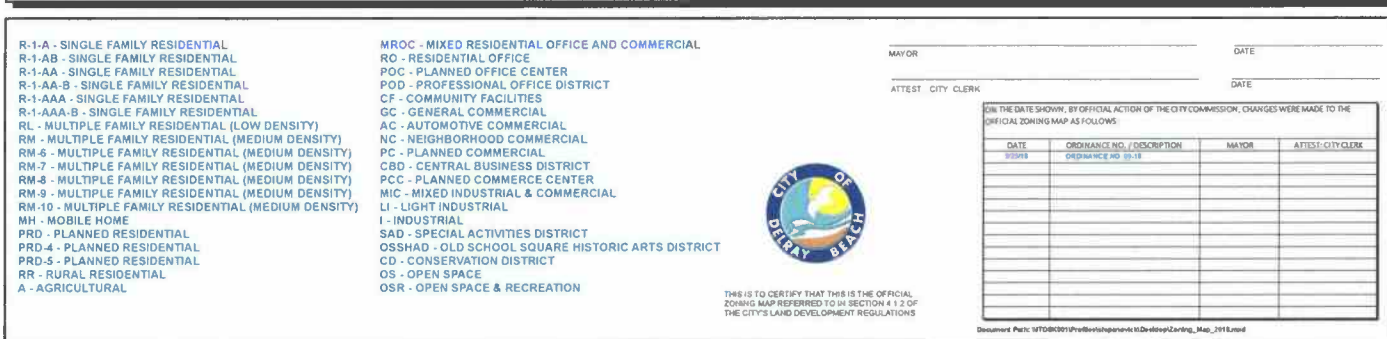 R-1-A - SINGLE FAMILY RESIDENTIAL
R-1-AB - SINGLE FAMILY RESIDENTIAL
R-1-AA - SINGLE FAMILY RESIDENTIAL
R-1-AA-B - SINGLE FAMILY RESIDENTIAL
R-1-AAA - SINGLE FAMILY RESIDENTIAL
R-1-AAA-B - SINGLE FAMILY RESIDENTIAL
RL - MULTIPLE FAMILY RESIDENTIAL (LOW DENSITY)
RM - MULTIPLE FAMILY RESIDENTIAL (MEDIUM DENSITY)
RM-6 - MULTIPLE FAMILY RESIDENTIAL (MEDIUM DENSITY)
RM-7 - MULTIPLE FAMILY RESIDENTIAL (MEDIUM DENSITY)
RM-8 - MULTIPLE FAMILY RESIDENTIAL (MEDIUM DENSITY)
RM-9 - MULTIPLE FAMILY RESIDENTIAL (MEDIUM DENSITY)
RM-10 - MULTIPLE FAMILY RESIDENTIAL (MEDIUM DENSITY)
MH - MOBILE HOME
PRD - PLANNED RESIDENTIAL
PRD-4 - PLANNED RESIDENTIAL
PRD-5 - PLANNED RESIDENTIAL
RR - RURAL RESIDENTIAL
A - AGRICULTURAL
MROC - MIXED RESIDENTIAL OFFICE AND COMMERCIAL
RO - RESIDENTIAL OFFICE
POC - PLANNED OFFICE CENTER
POD - PROFESSIONAL OFFICE DISTRICT
CF - COMMUNITY FACILITIES
GC - GENERAL COMMERCIAL
AC - AUTOMOTIVE COMMERCIAL
NC - NEIGHBORHOOD COMMERCIAL
PC - PLANNED COMMERCIAL
CBD - CENTRAL BUSINESS DISTRICT
PCC - PLANNED COMMERCE CENTER
MIC - MIXED INDUSTRIAL & COMMERCIAL
LI - LIGHT INDUSTRIAL
I - INDUSTRIAL
SAD - SPECIAL ACTIVITIES DISTRICT
OSSHAD - OLD SCHOOL SQUARE HISTORIC ARTS DISTRICT
CD - CONSERVATION DISTRICT
OS - OPEN SPACE
OSR - OPEN SPACE & RECREATION
CITY OF
DELRAY BEACH
THIS IS TO CERTIFY THAT THIS IS THE OFFICIAL
ZONING MAP REFERRED TO IN SECTION 4 1 2 OF
THE CITY'S LAND DEVELOPMENT REGULATIONS
MAYOR DATE
ATTEST CITY CLERK DATE
ON THE DATE SHOWN, BY OFFICIAL ACTION OF THE CITY COMMISSION, CHANGES WERE MADE TO THE
OFFICIAL ZONING MAP AS FOLLOWS
DATE ORDINANCE NO. / DESCRIPTION MAYOR ATTEST: CITY CLERK
ORDINANCE NO
Document Path: